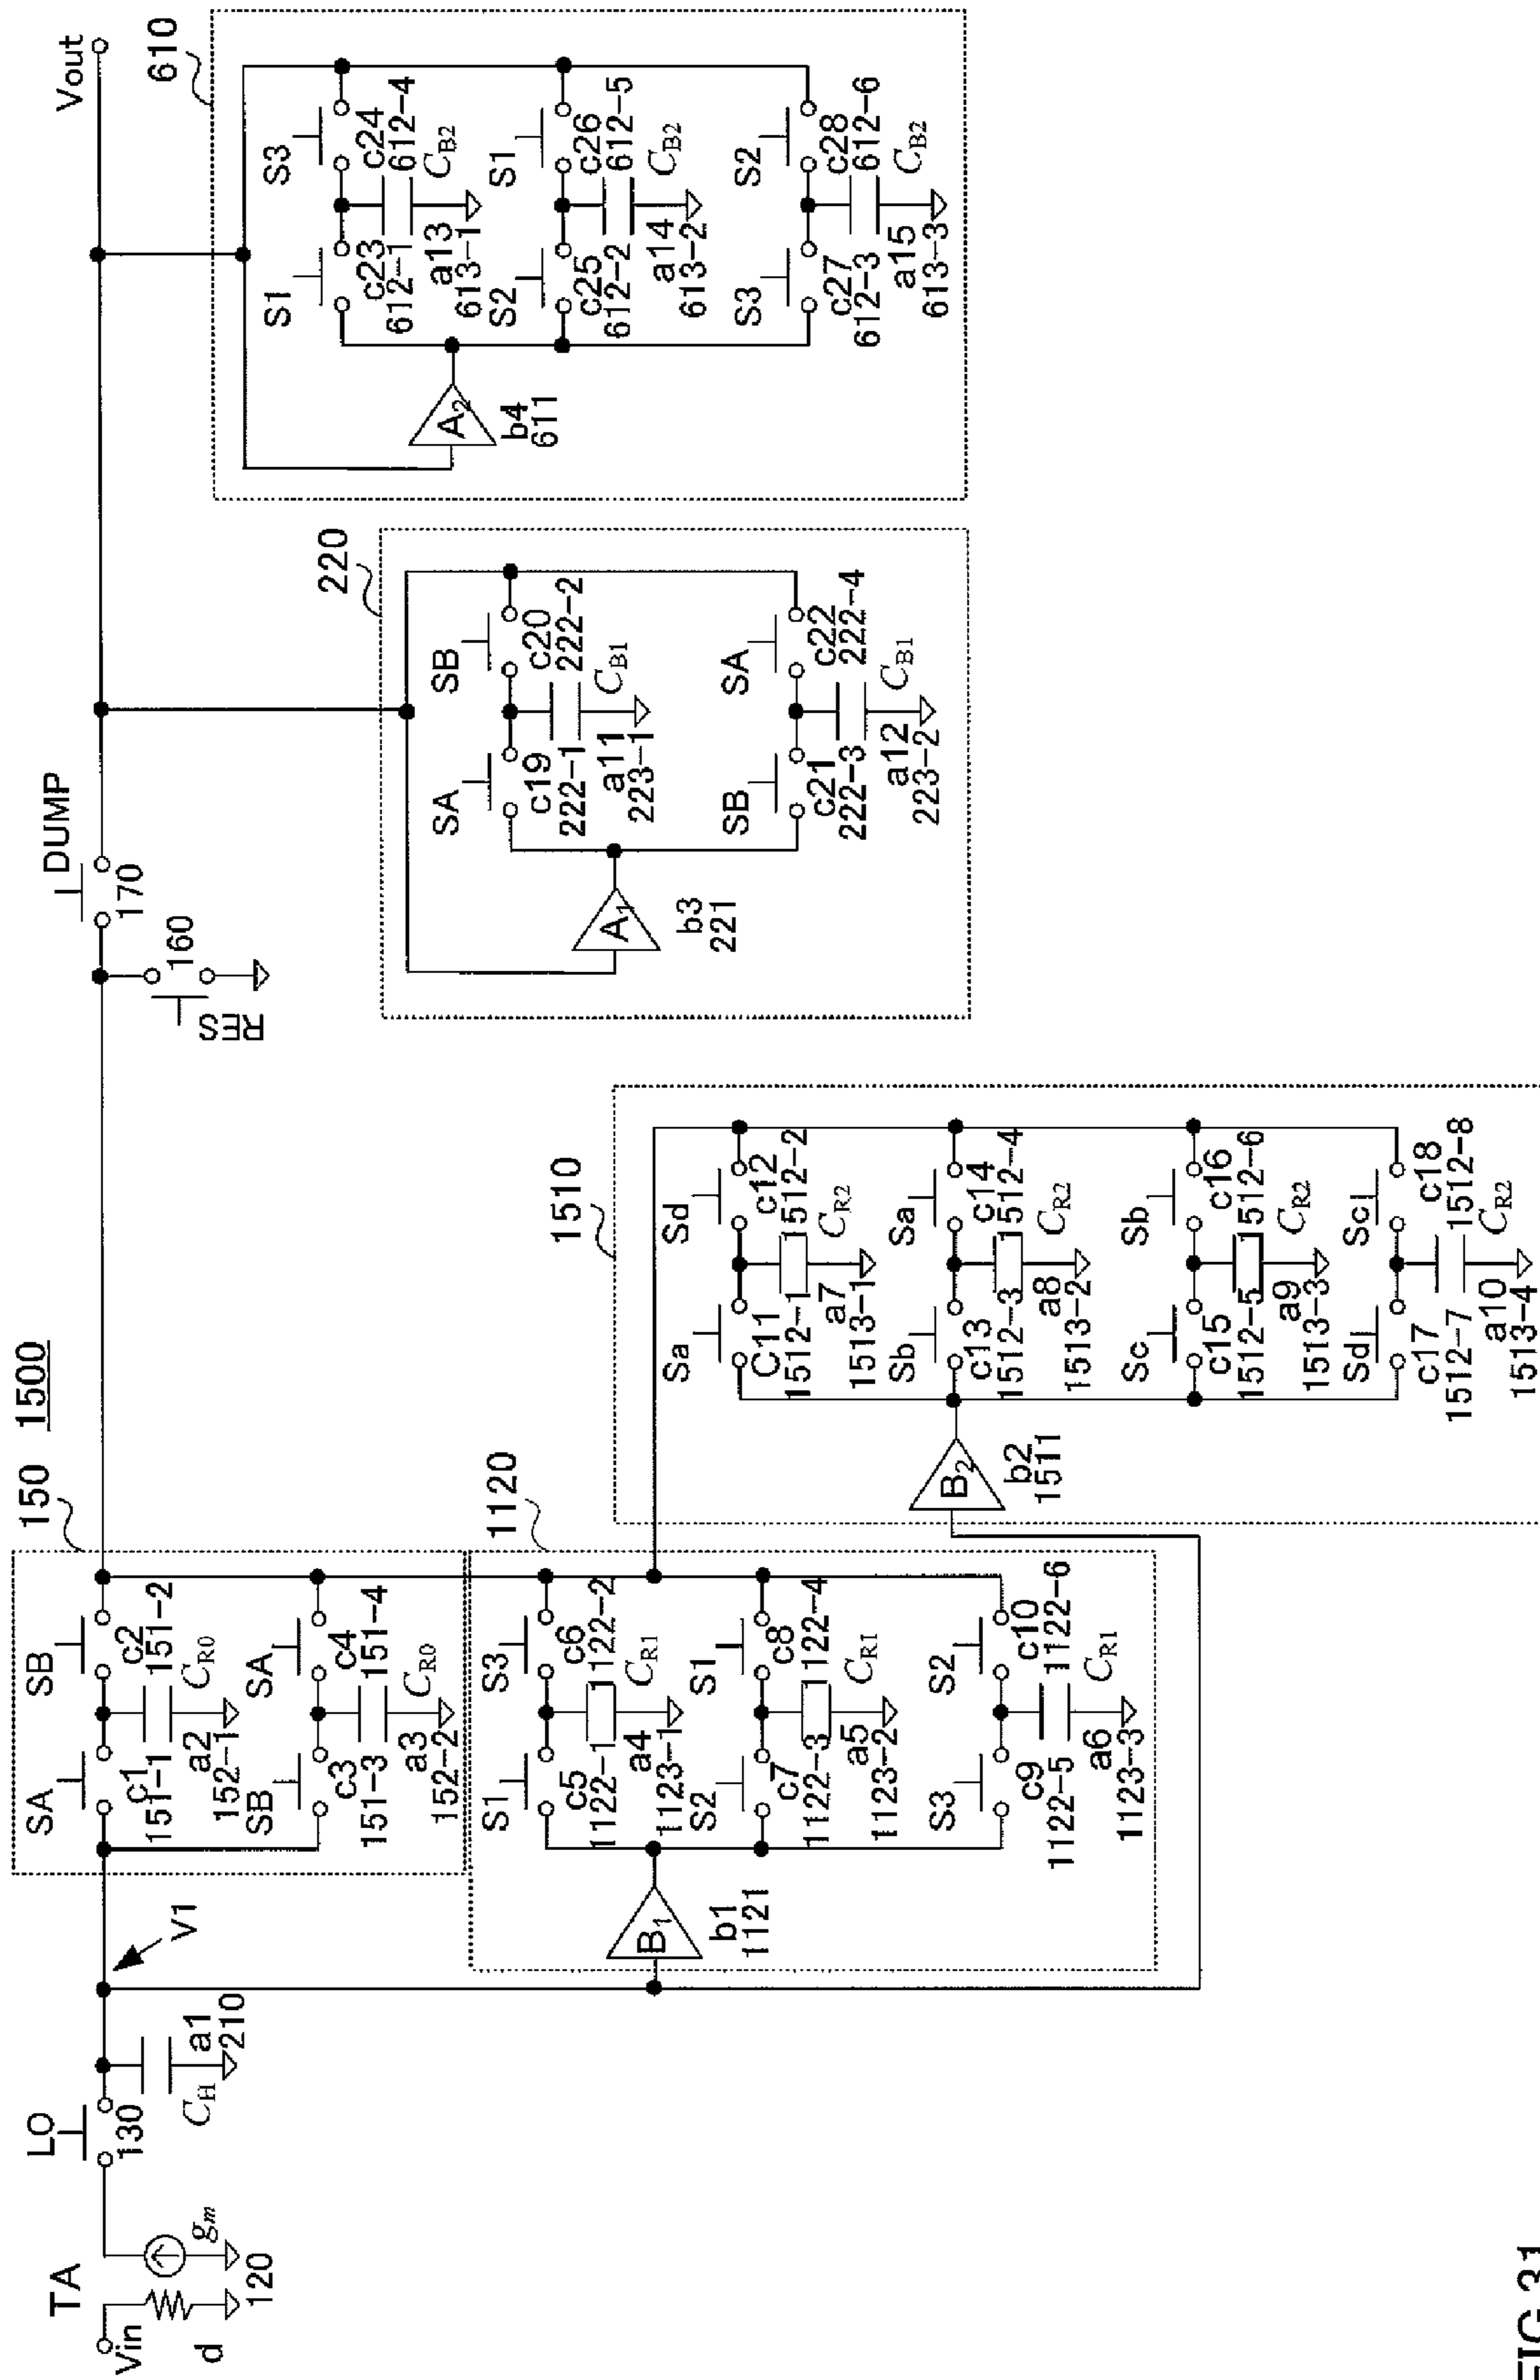 FIG.31
1500
TA
Vin
d
gm
120
LO
130
CH
a1
210
V1
150
SA
SB
c1
151-1
c2
151-2
CR0
a2
152-1
SB
SA
c3
151-3
c4
151-4
CR0
a3
152-2
1120
B1
b1
1121
S1
S3
c5
1122-1
c6
1122-2
CR1
a4
1123-1
S2
S1
c7
1122-3
c8
1122-4
CR1
a5
1123-2
S3
S2
c9
1122-5
c10
1122-6
CR1
a6
1123-3
1510
B2
b2
1511
Sa
Sd
C11
1512-1
c12
1512-2
CR2
a7
1513-1
Sb
Sa
c13
1512-3
c14
1512-4
CR2
a8
1513-2
Sc
Sb
c15
1512-5
c16
1512-6
CR2
a9
1513-3
Sd
Sc
c17
1512-7
c18
1512-8
CR2
a10
1513-4
RES
160
DUMP
170
220
A1
b3
221
SA
SB
c19
222-1
c20
222-2
CB1
a11
223-1
SB
SA
c21
222-3
c22
222-4
CB1
a12
223-2
610
A2
b4
611
S1
S3
c23
612-1
c24
612-4
CB2
a13
613-1
S2
S1
c25
612-2
c26
612-5
CB2
a14
613-2
S3
S2
c27
612-3
c28
612-6
CB2
a15
613-3
Vout